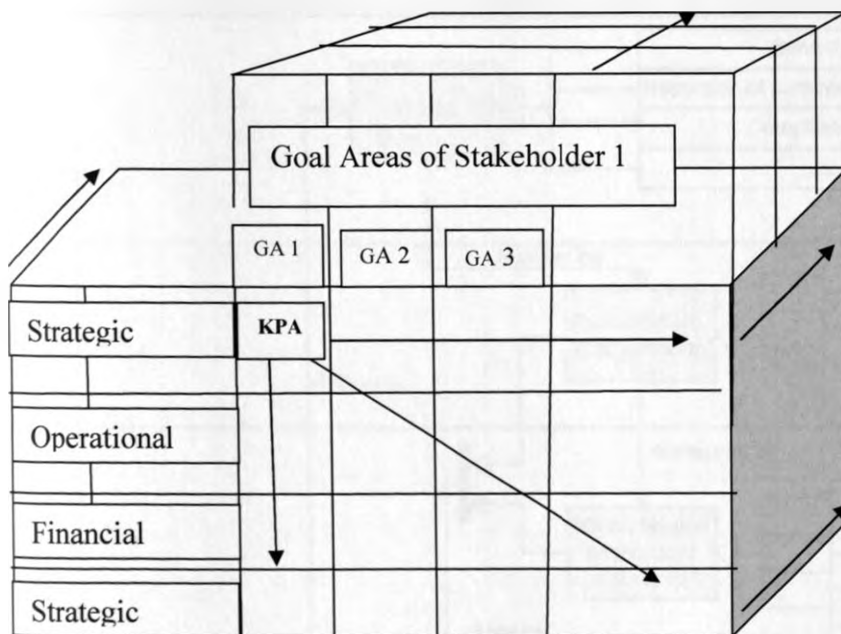 Goal Areas of Stakeholder 1
GA 1
GA 2
GA 3
Strategic
KPA
Operational
Financial
Strategic